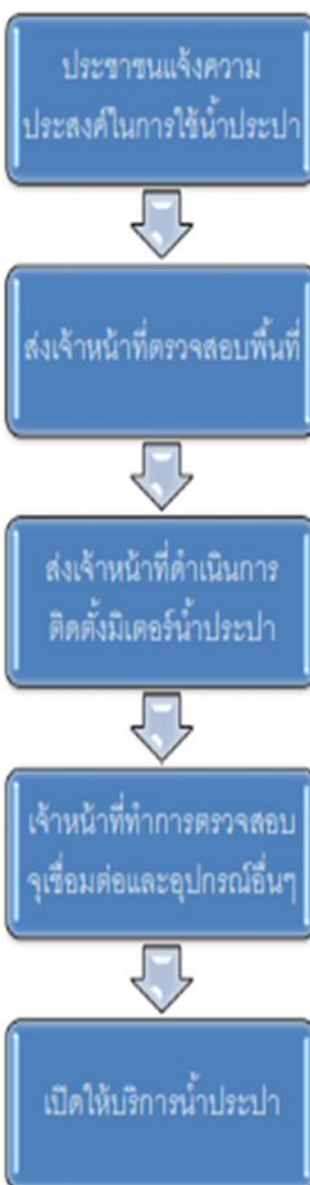 ประชาชนแจ้งความ
ประสงค์ในการใช้น้ำประปา
ส่งเจ้าหน้าที่ตรวจสอบพื้นที่
ส่งเจ้าหน้าที่ดำเนินการ
ติดตั้งมิเตอร์น้ำประปา
เจ้าหน้าที่ทำการตรวจสอบ
จุเชื่อมต่อและอุปกรณ์อื่นๆ
เปิดให้บริการน้ำประปา